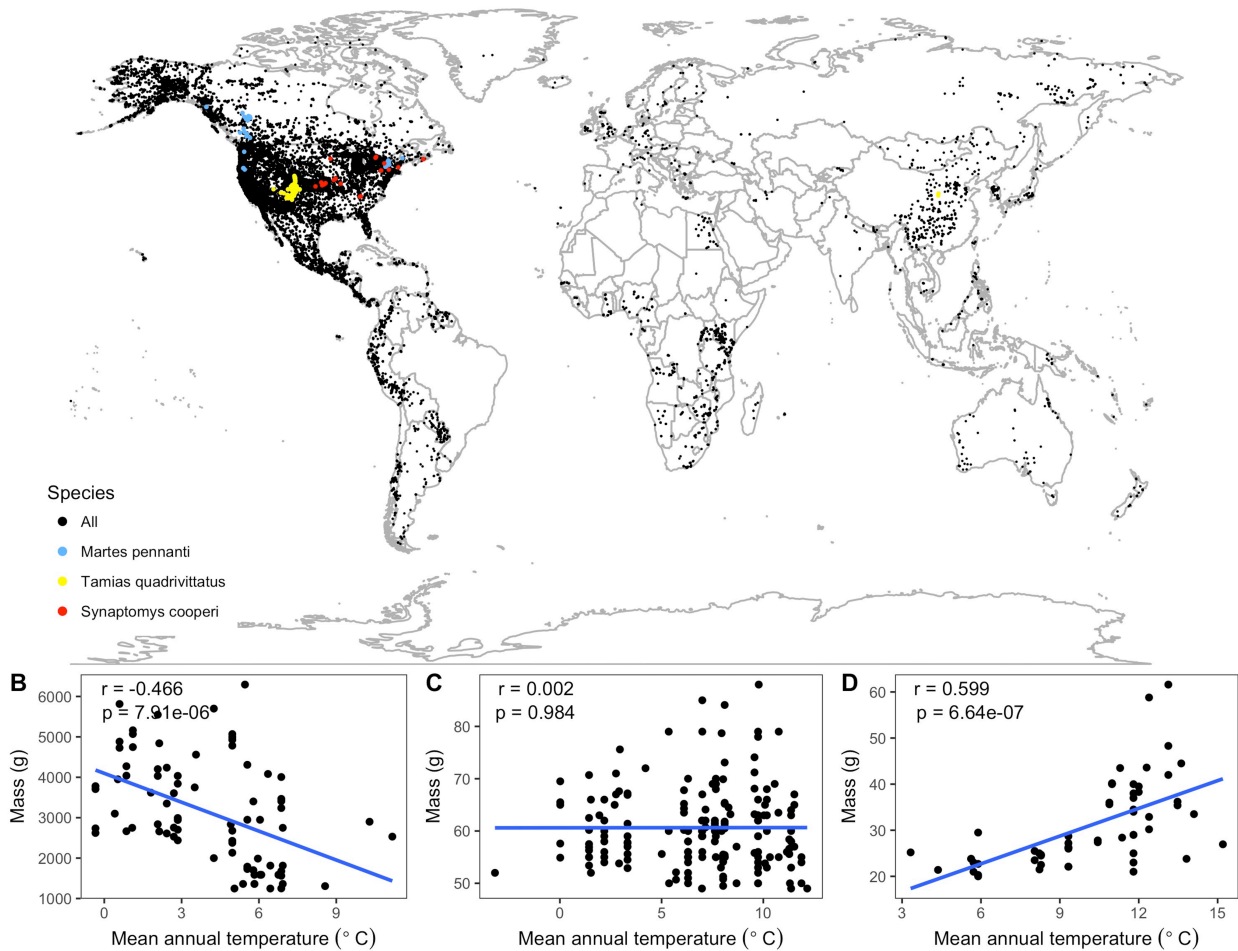 Species
All
Martes pennanti
Tamias quadrivittatus
Synaptomys cooperi
B
r = -0.466
p = 7.91e-06
6000
5000
4000
3000
2000
1000
Mass (g)
0 3 6 9
Mean annual temperature (° C)
C
r = 0.002
p = 0.984
80
70
60
50
Mass (g)
0 5 10
Mean annual temperature (° C)
D
r = 0.599
p = 6.64e-07
60
50
40
30
20
Mass (g)
3 6 9 12 15
Mean annual temperature (° C)